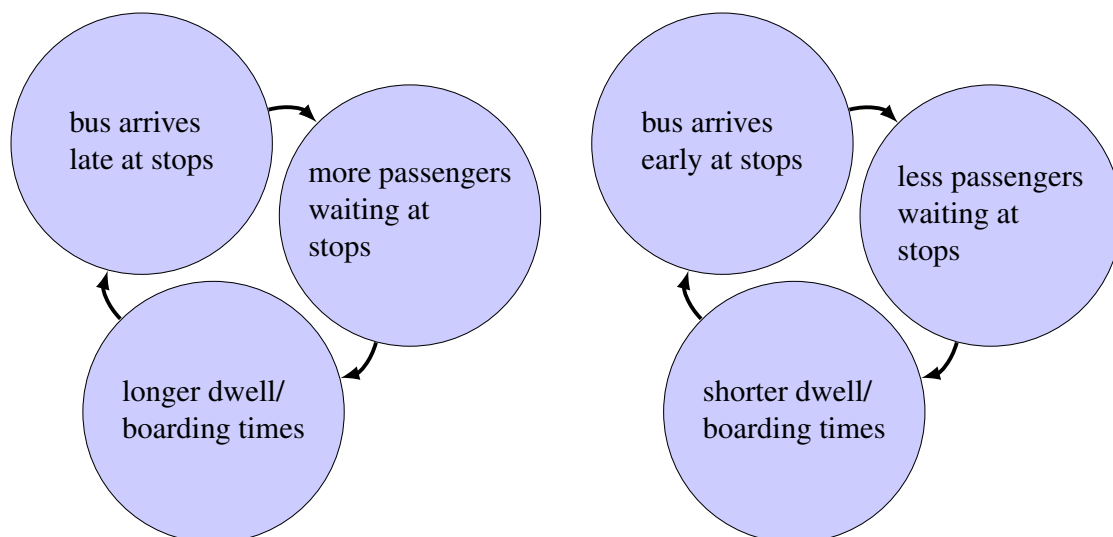 bus arrives
late at stops
more passengers
waiting at
stops
longer dwell/
boarding times
bus arrives
early at stops
less passengers
waiting at
stops
shorter dwell/
boarding times